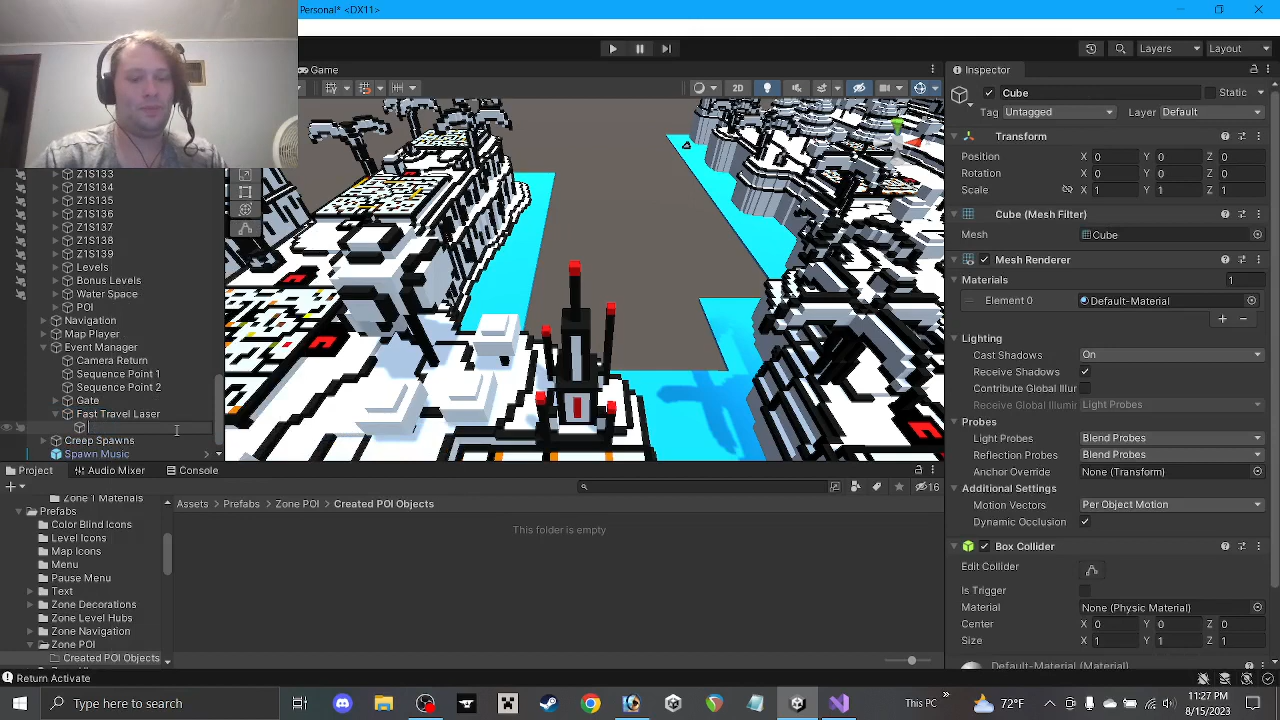 Personal* <DX11>
Game
Layers
Layout
2D
Z1S133
Z1S134
Z1S135
Z1S136
Z1S137
Z1S138
Z1S139
Levels
Bonus Levels
Water Space
POI
Navigation
Map Player
Event Manager
Camera Return
Sequence Point 1
Sequence Point 2
Gate
Fast Travel Laser
Creep Spawns
Spawn Music
Inspector
Cube
Static
Tag Untagged
Layer Default
Transform
Position X 0 Y 0 Z 0
Rotation X 0 Y 0 Z 0
Scale X 1 Y 1 Z 1
Cube (Mesh Filter)
Mesh Cube
Mesh Renderer
Materials 1
Element 0 Default-Material
Lighting
Cast Shadows On
Receive Shadows
Contribute Global Illur
Receive Global Illumir Light Probes
Probes
Light Probes Blend Probes
Reflection Probes Blend Probes
Anchor Override None (Transform)
Additional Settings
Motion Vectors Per Object Motion
Dynamic Occlusion
Box Collider
Edit Collider
Is Trigger
Material None (Physic Material)
Center X 0 Y 0 Z 0
Size X 1 Y 1 Z 1
Default-Material (Material)
Project
Audio Mixer
Console
16
Zone 1 Materials
Prefabs
Color Blind Icons
Level Icons
Map Icons
Menu
Pause Menu
Text
Zone Decorations
Zone Level Hubs
Zone Navigation
Zone POI
Created POI Objects
Assets > Prefabs > Zone POI > Created POI Objects
This folder is empty
Return Activate
Type here to search
This PC
72°F
11:27 PM
8/15/2023